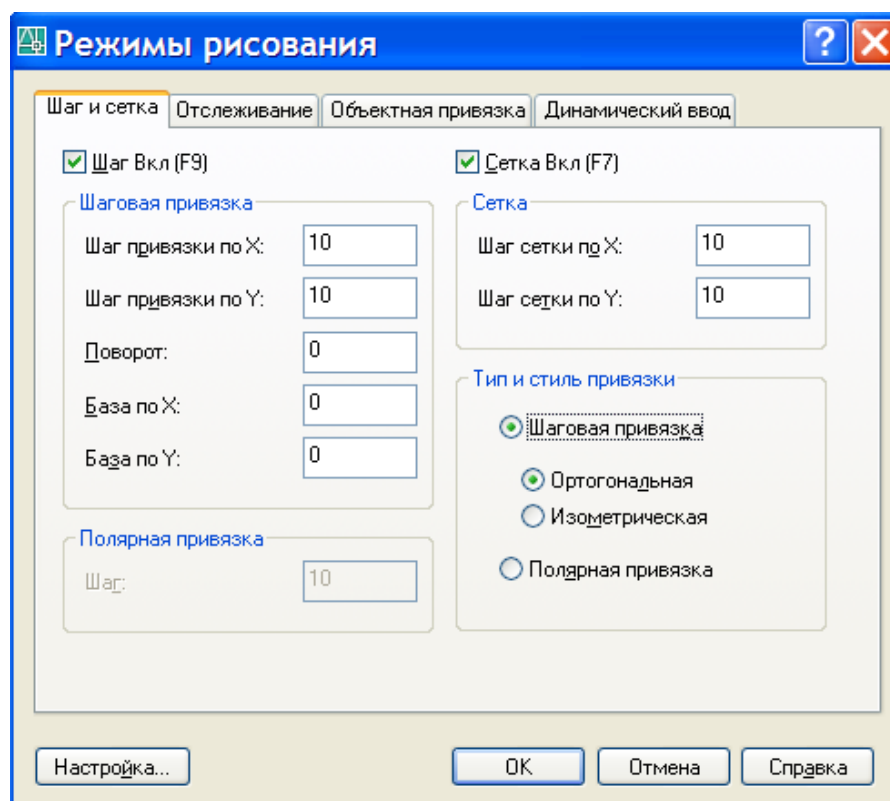 Режимы рисования
Шаг и сетка Отслеживание Объектная привязка Динамический ввод
Шаг Вкл (F9)
Сетка Вкл (F7)
Шаговая привязка
Шаг привязки по X: 10
Шаг привязки по Y: 10
Поворот: 0
База по X: 0
База по Y: 0
Полярная привязка
Шаг: 10
Сетка
Шаг сетки по X: 10
Шаг сетки по Y: 10
Тип и стиль привязки
Шаговая привязка
Ортогональная
Изометрическая
Полярная привязка
Настройка... OK Отмена Справка